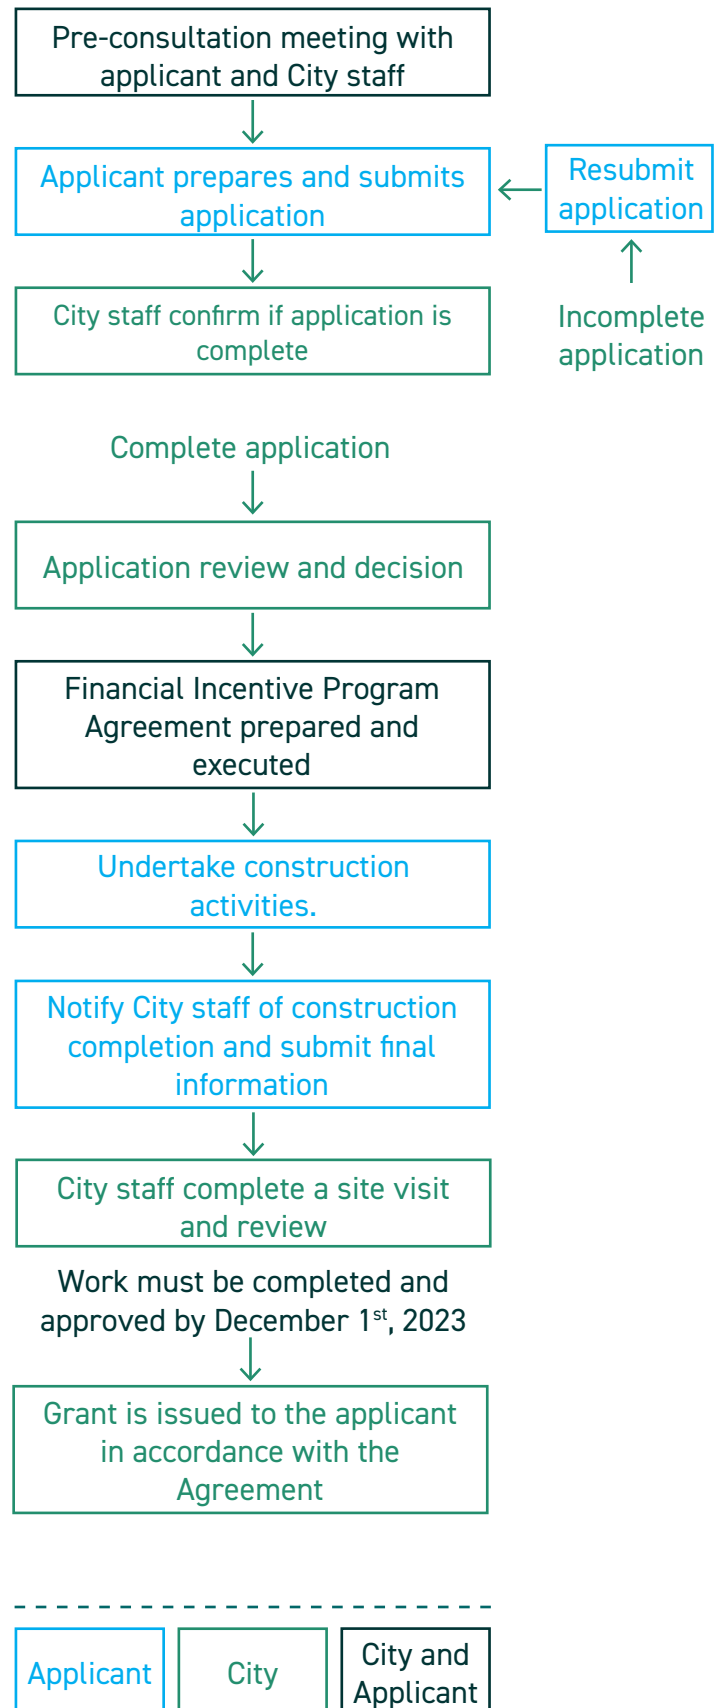 Pre-consultation meeting with
applicant and City staff
Applicant prepares and submits
application
Resubmit
application
City staff confirm if application is
complete
Incomplete
application
Complete application
Application review and decision
Financial Incentive Program
Agreement prepared and
executed
Undertake construction
activities.
Notify City staff of construction
completion and submit final
information
City staff complete a site visit
and review
Work must be completed and
approved by December 1st, 2023
Grant is issued to the applicant
in accordance with the
Agreement
Applicant
City
City and
Applicant